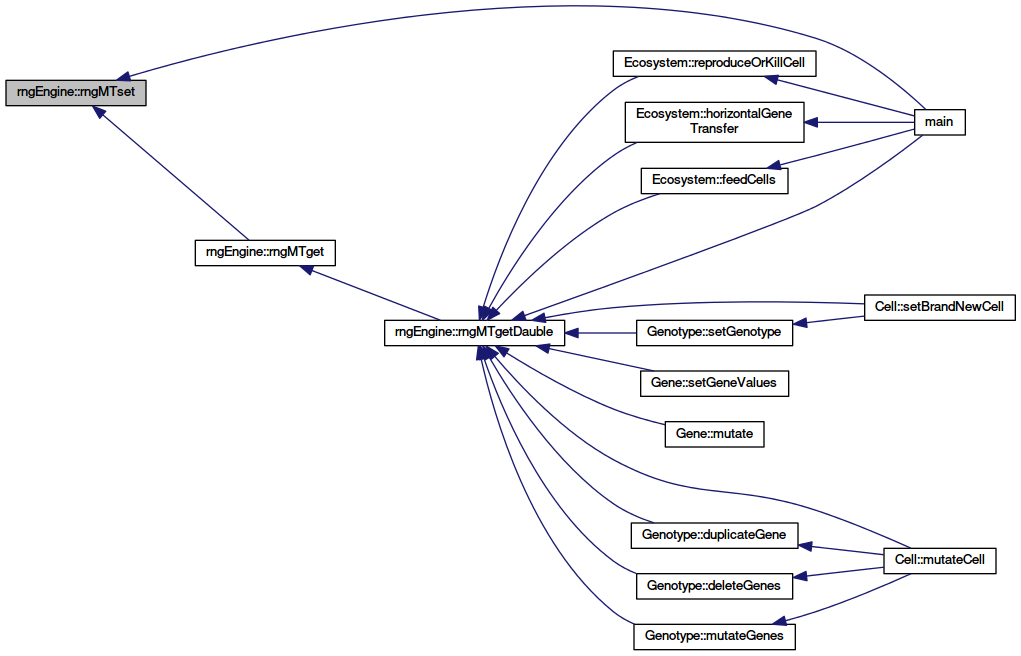 rngEngine::rngMTset
rngEngine::rngMTget
rngEngine::rngMTgetDauble
Ecosystem::reproduceOrKillCell
Ecosystem::horizontalGene
Transfer
Ecosystem::feedCells
main
Cell::setBrandNewCell
Genotype::setGenotype
Gene::setGeneValues
Gene::mutate
Genotype::duplicateGene
Cell::mutateCell
Genotype::deleteGenes
Genotype::mutateGenes